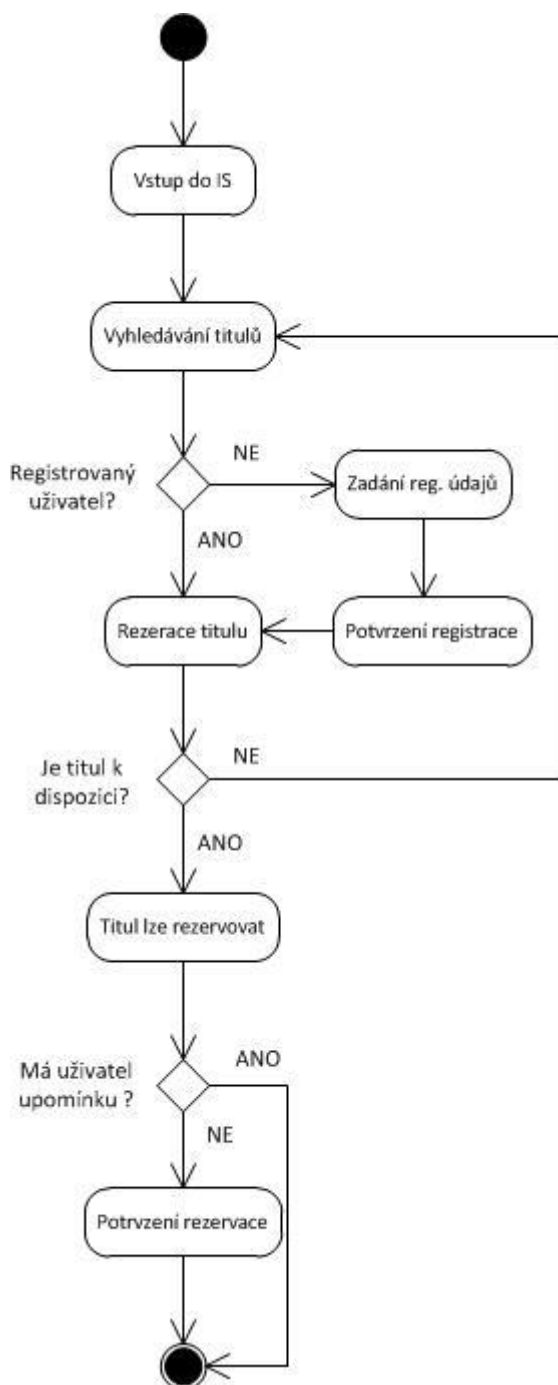 Vstup do IS
Vyhledávání titulů
Registrovaný
uživatel?
NE
Zadání reg. údajů
ANO
Rezerace titulu
Potvrzení registrace
Je titul k
dispozici?
NE
ANO
Titul lze rezervovat
Má uživatel
upomínku ?
ANO
NE
Potrvzení rezervace